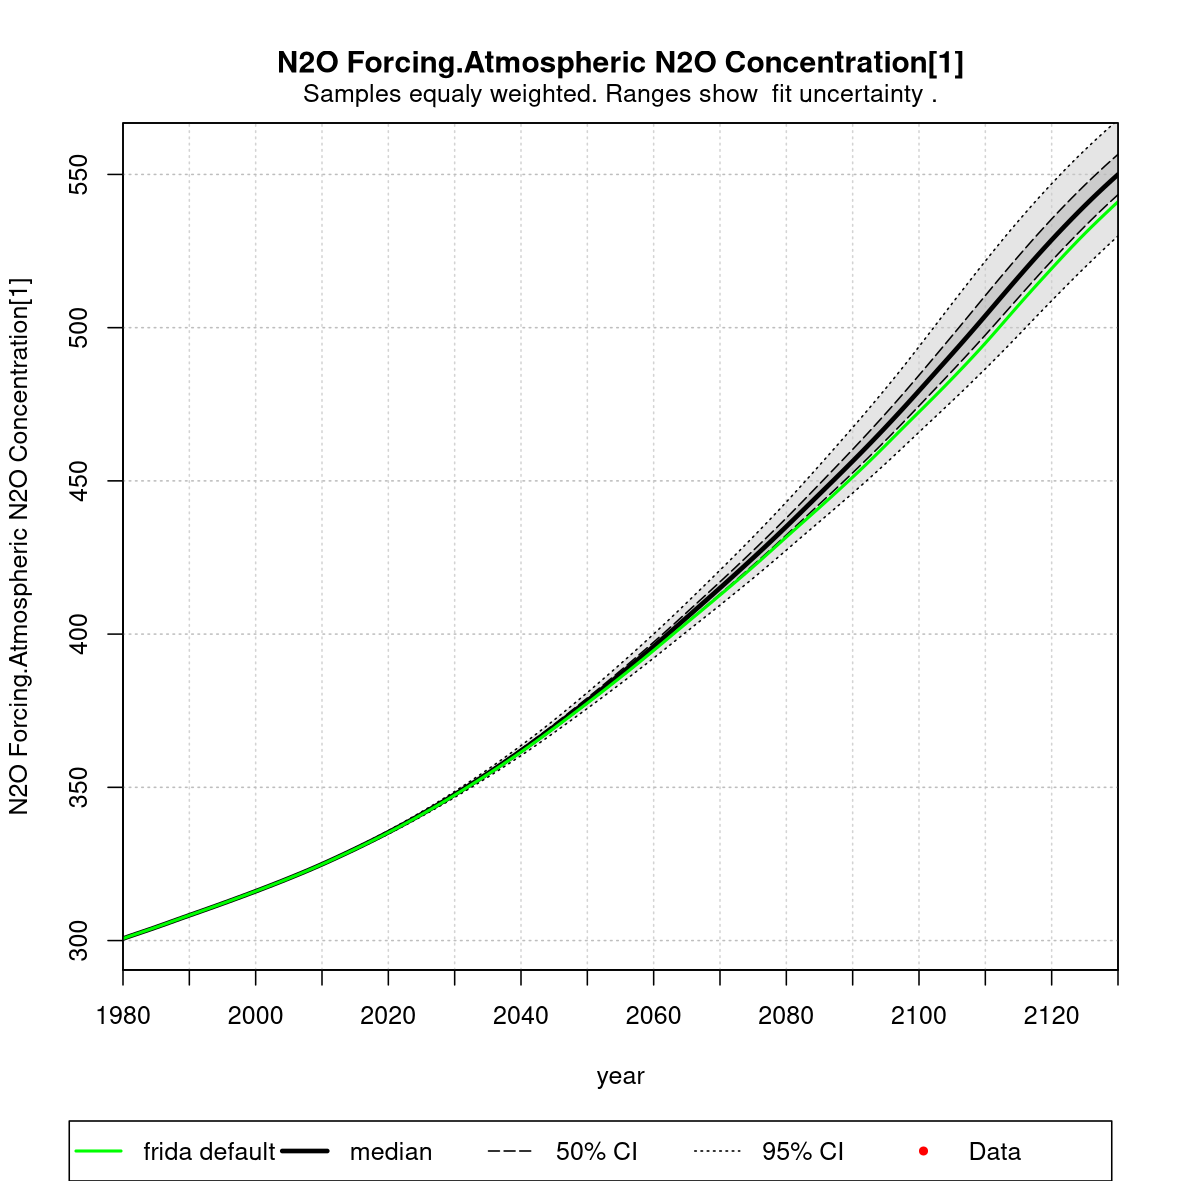 N2O Forcing.Atmospheric N2O Concentration[1]
Samples equaly weighted. Ranges show  fit uncertainty .
N2O Forcing.Atmospheric N2O Concentration[1]
550
500
450
400
350
300
1980 2000 2020 2040 2060 2080 2100 2120
year
frida default median 50% CI 95% CI Data